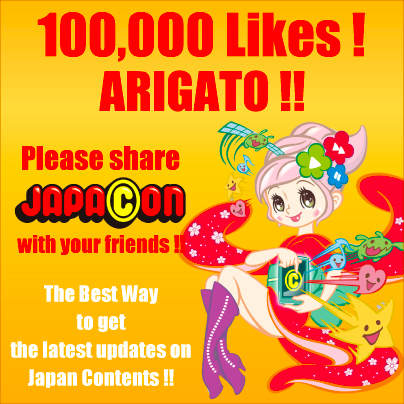 100,000 Likes !
ARIGATO !!
Please share
JAPACON
with your friends !!
C
The Best Way
to get
the latest updates on
Japan Contents !!